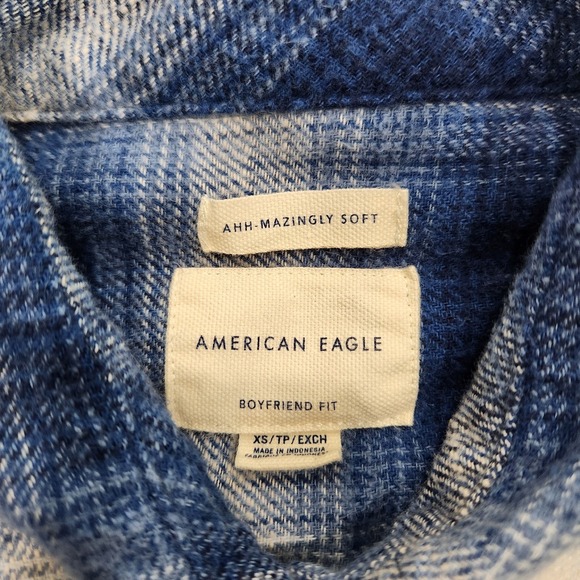 AHH-MAZINGLY SOFT
AMERICAN EAGLE
BOYFRIEND FIT
XS/TP/EXCH
MADE IN INDONESIA